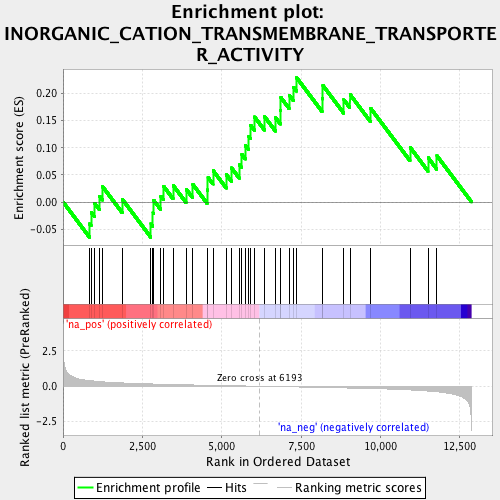 Enrichment plot:
INORGANIC_CATION_TRANSMEMBRANE_TRANSPORTE
R_ACTIVITY
Enrichment score (ES)
0.20
0.15
0.10
0.05
0.00
-0.05
'na_pos' (positively correlated)
Ranked list metric (PreRanked)
2.5
0.0
-2.5
Zero cross at 6193
'na_neg' (negatively correlated)
0
2,500
5,000
7,500
10,000
12,500
Rank in Ordered Dataset
Enrichment profile
Hits
Ranking metric scores